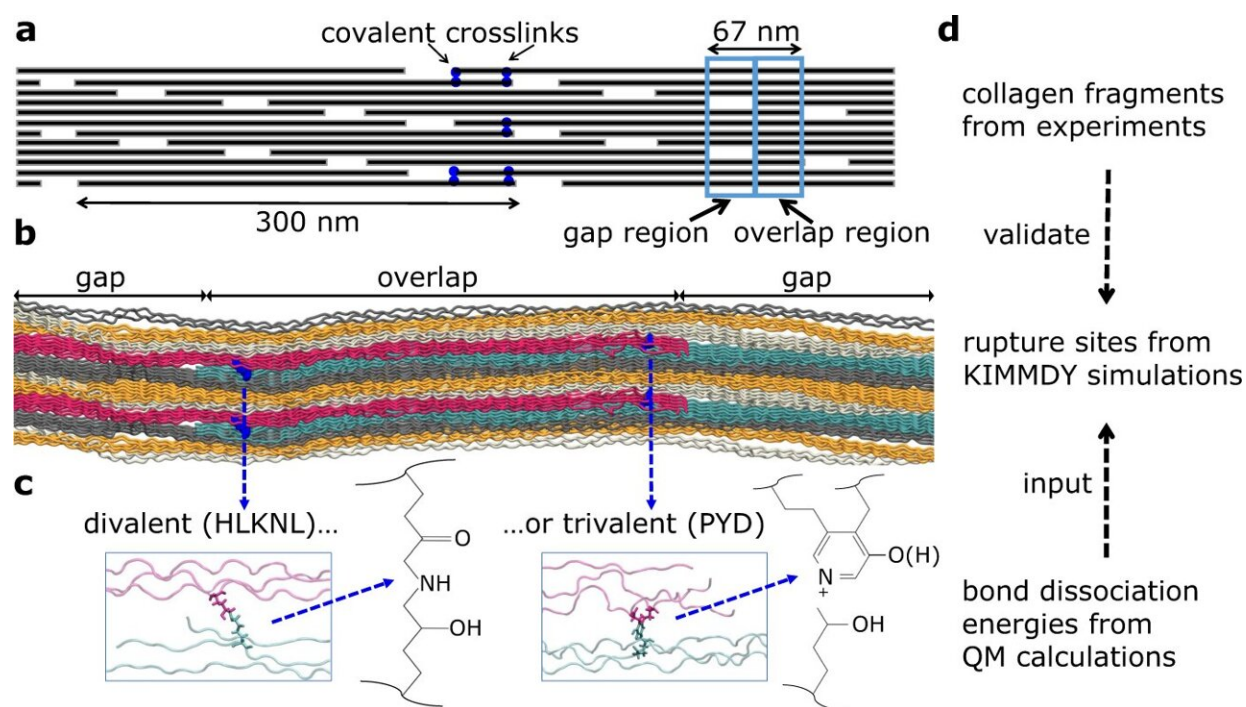 a
covalent crosslinks
67 nm
300 nm
gap region
overlap region
b
gap
overlap
gap
c
divalent (HLKNL)...
O
NH
OH
...or trivalent (PYD)
O(H)
N
+
OH
d
collagen fragments
from experiments
validate
rupture sites from
KIMMDY simulations
input
bond dissociation
energies from
QM calculations